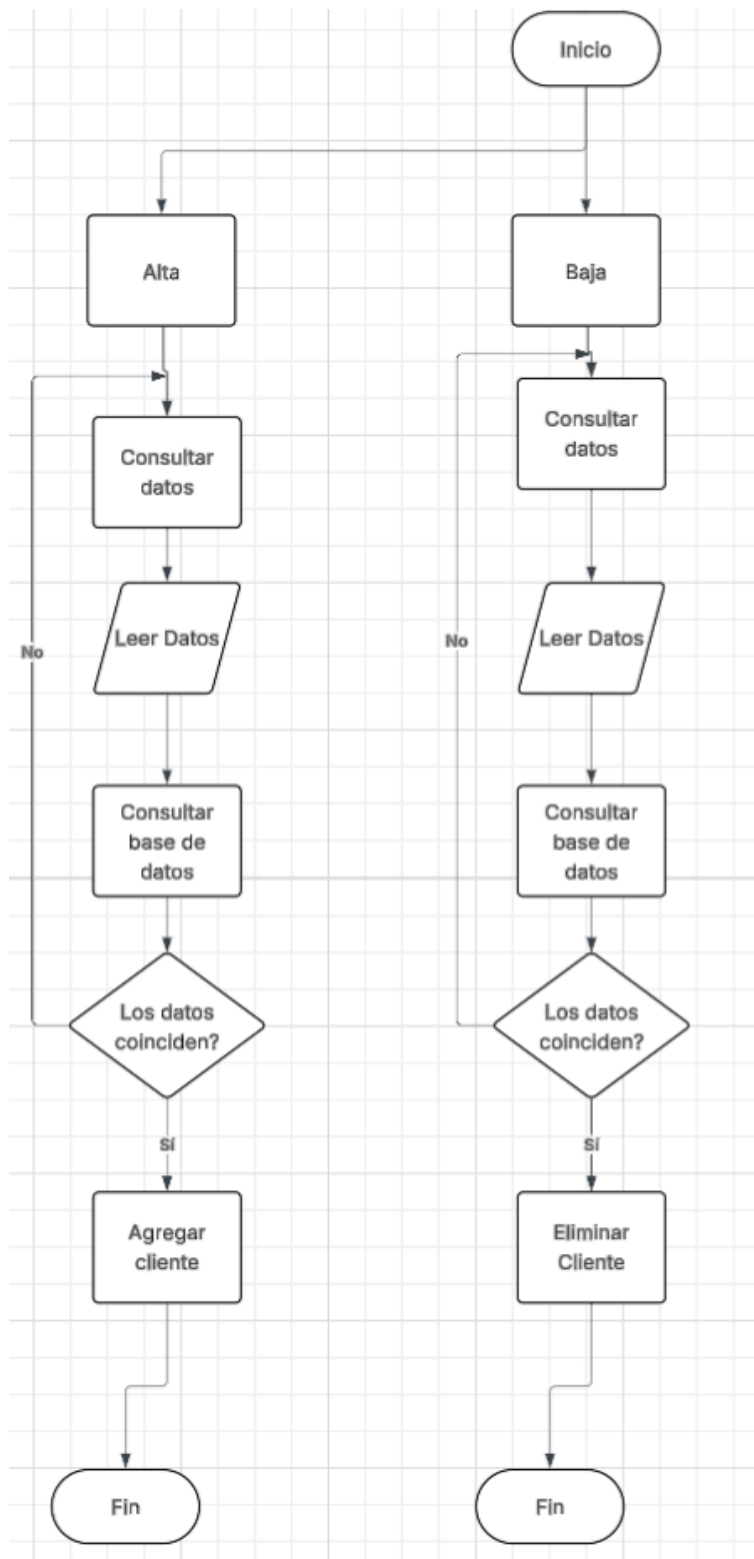 Inicio
Alta
Baja
Consultar
datos
Consultar
datos
Leer Datos
Leer Datos
No
No
Consultar
base de
datos
Consultar
base de
datos
Los datos
coinciden?
Los datos
coinciden?
Sí
Sí
Agregar
cliente
Eliminar
Cliente
Fin
Fin